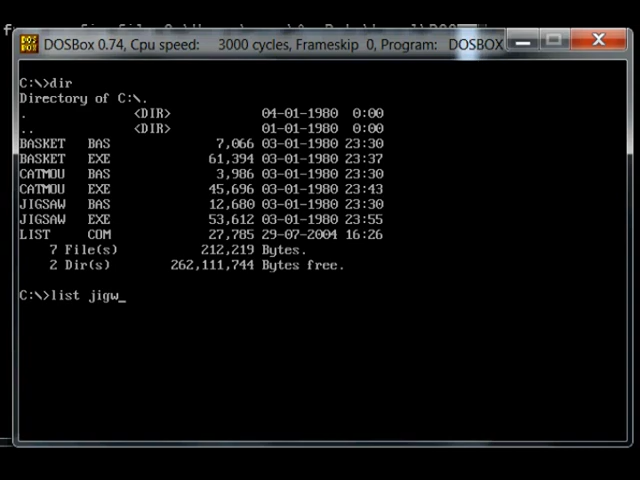 DOSBox 0.74, Cpu speed: 3000 cycles, Frameskip 0, Program: DOSBOX
C:\>dir
Directory of C:\.
. <DIR> 04-01-1980 0:00
.. <DIR> 01-01-1980 0:00
BASKET BAS 7,066 03-01-1980 23:30
BASKET EXE 61,394 03-01-1980 23:37
CATMOU BAS 3,986 03-01-1980 23:30
CATMOU EXE 45,696 03-01-1980 23:43
JIGSAW BAS 12,680 03-01-1980 23:30
JIGSAW EXE 53,612 03-01-1980 23:55
LIST COM 27,785 29-07-2004 16:26
7 File(s) 212,219 Bytes.
2 Dir(s) 262,111,744 Bytes free.
C:\>list jigw_